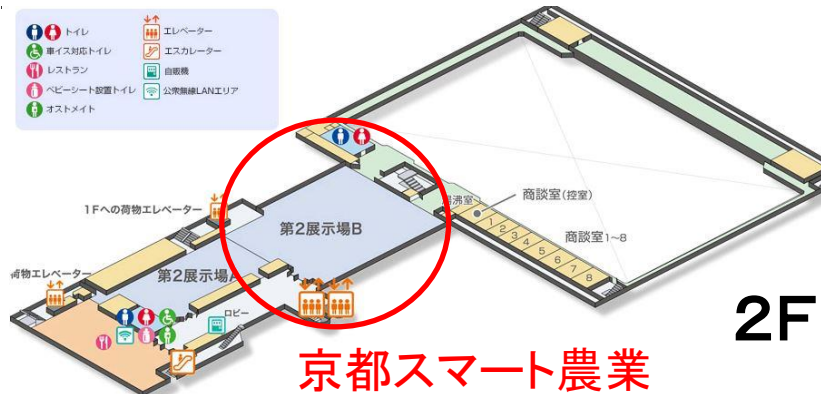 トイレ
エレベーター
車イス対応トイレ
エスカレーター
レストラン
自販機
ベビーシート設置トイレ
公衆無線LANエリア
オストメイト
湯沸室
商談室(控室)
1Fへの荷物エレベーター
第2展示場B
商談室1~8
1
2
3
4
5
6
7
8
荷物エレベーター
第2展示場A
ロビー
2F
京都スマート農業